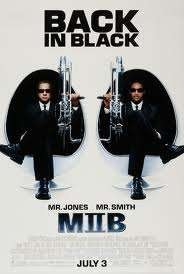 BACK
IN BLACK
MR. JONES MR. SMITH
MIIB
JULY 3